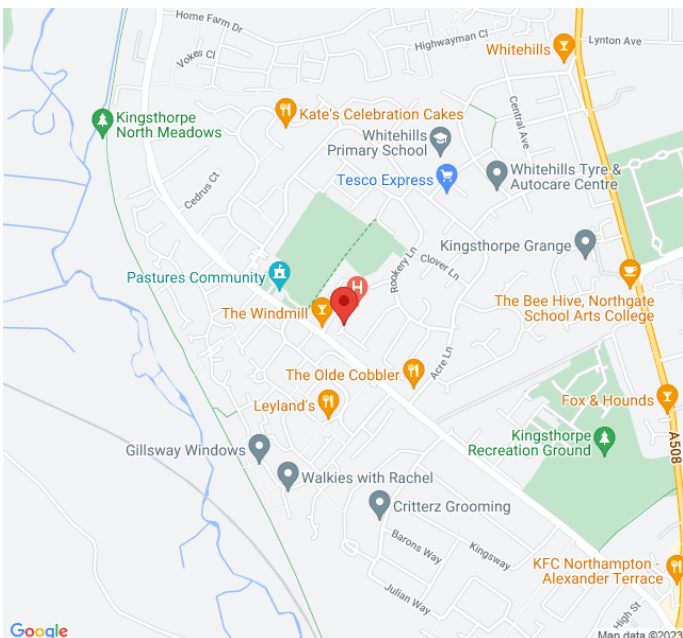 Home Farm Dr
Highwayman Cl
Lynton Ave
Whitehills
Vokes Cl
Kingsthorpe
North Meadows
Kate's Celebration Cakes
Central Ave
Whitehills
Primary School
Whitehills Tyre &
Autocare Centre
Tesco Express
Cedrus Ct
Kingsthorpe Grange
Clover Ln
Rookery Ln
Pastures Community
H
The Windmill
The Bee Hive, Northgate
School Arts College
The Olde Cobbler
Acre Ln
Leyland's
Fox & Hounds
Kingsthorpe
Recreation Ground
A508
Gillsway Windows
Walkies with Rachel
Critterz Grooming
Barons Way
Kingsway
KFC Northampton -
Alexander Terrace
Julian Way
High St
Google
Map data ©2023